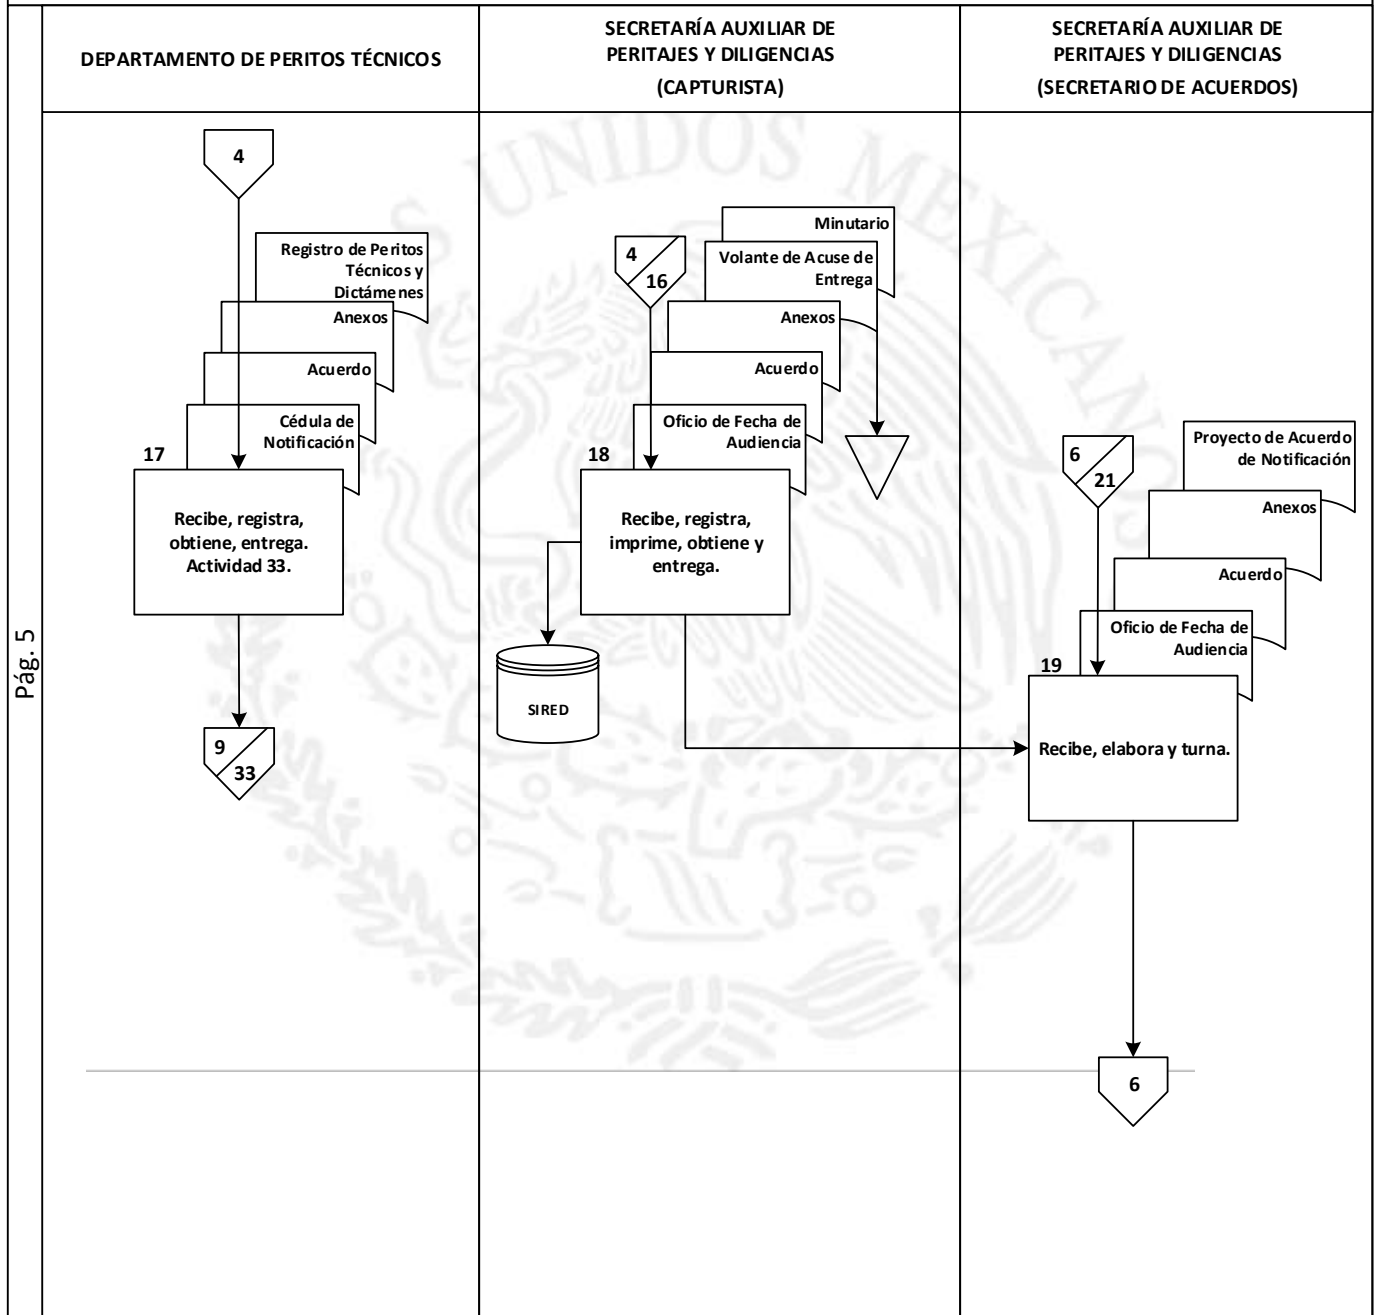 DEPARTAMENTO DE PERITOS TÉCNICOS
SECRETARÍA AUXILIAR DE
PERITAJES Y DILIGENCIAS
(CAPTURISTA)
SECRETARÍA AUXILIAR DE
PERITAJES Y DILIGENCIAS
(SECRETARIO DE ACUERDOS)
Pág. 5
4
Registro de Peritos
Técnicos y
Dictámenes
Anexos
Acuerdo
Cédula de
Notificación
17
Recibe, registra,
obtiene, entrega.
Actividad 33.
9
33
4
16
Minutario
Volante de Acuse de
Entrega
Anexos
Acuerdo
Oficio de Fecha de
Audiencia
18
Recibe, registra,
imprime, obtiene y
entrega.
SIRED
6
21
Proyecto de Acuerdo
de Notificación
Anexos
Acuerdo
Oficio de Fecha de
Audiencia
19
Recibe, elabora y turna.
6
S UNIDOS MEXICANOS